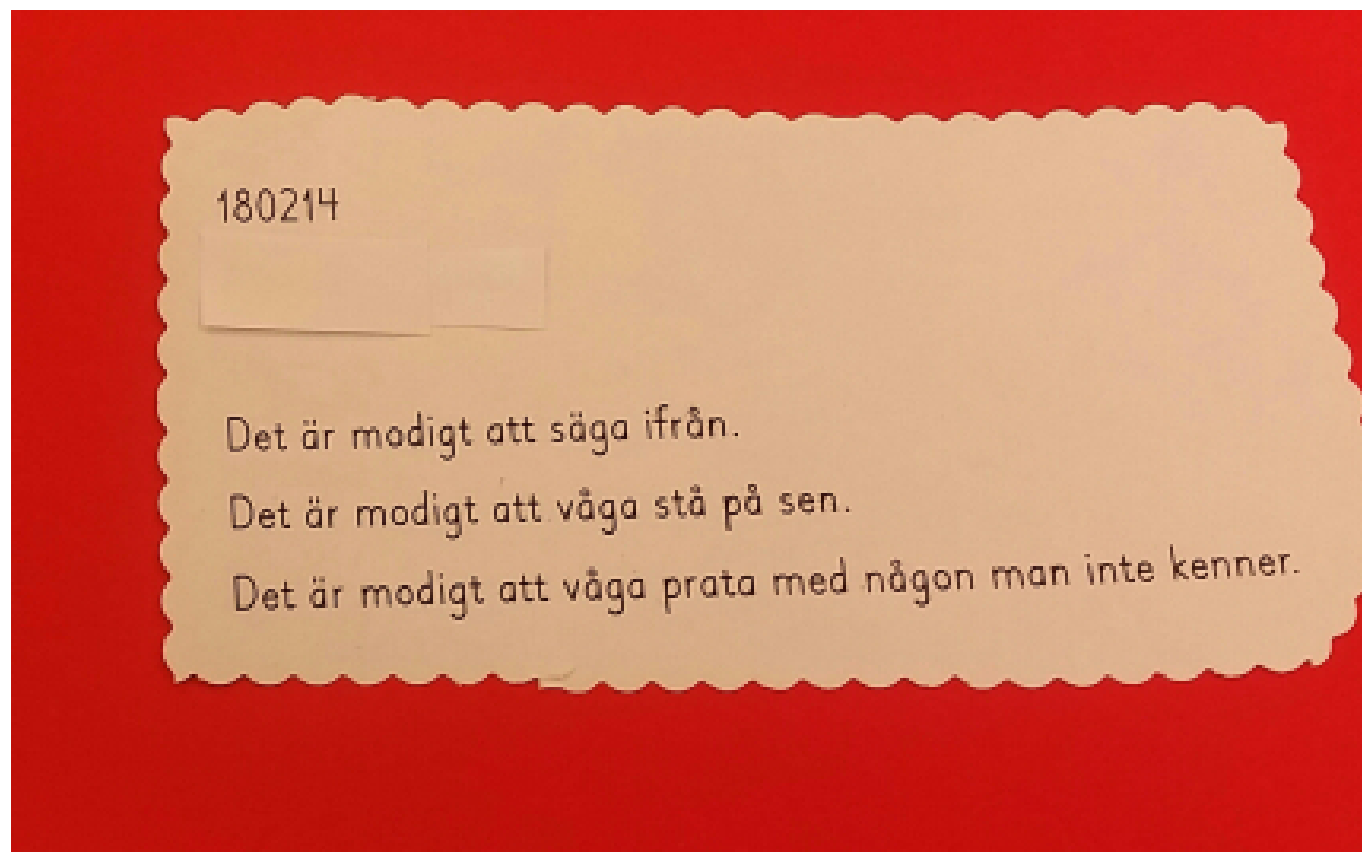 180214
Det är modigt att säga ifrån.
Det är modigt att våga stå på sen.
Det är modigt att våga prata med någon man inte kenner.